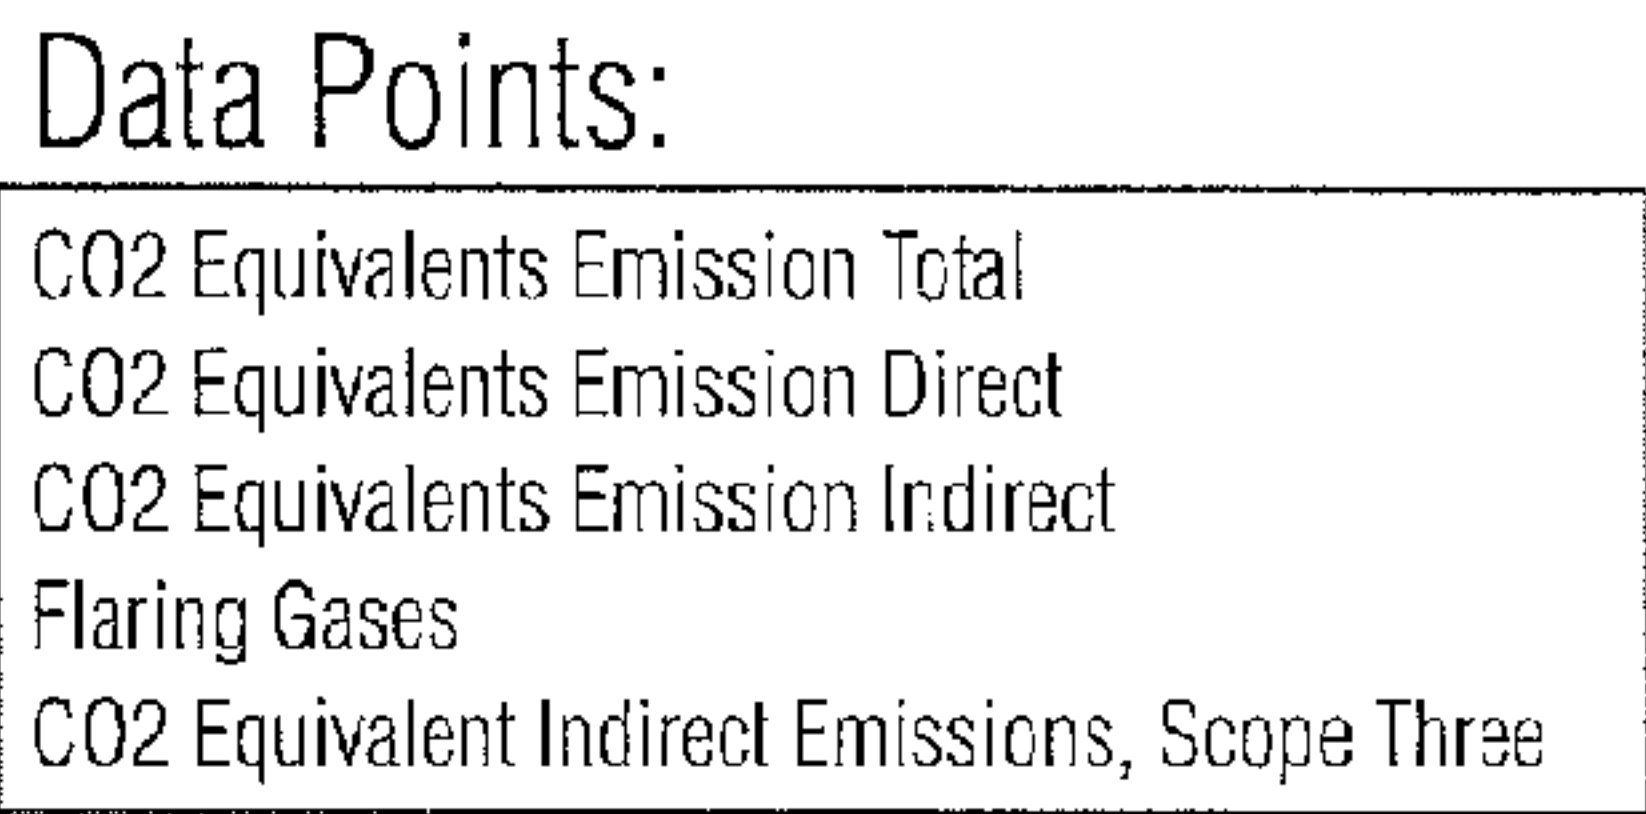 Data Points:
CO2 Equivalents Emission Total
CO2 Equivalents Emission Direct
CO2 Equivalents Emission Indirect
Flaring Gases
CO2 Equivalent Indirect Emissions, Scope Three